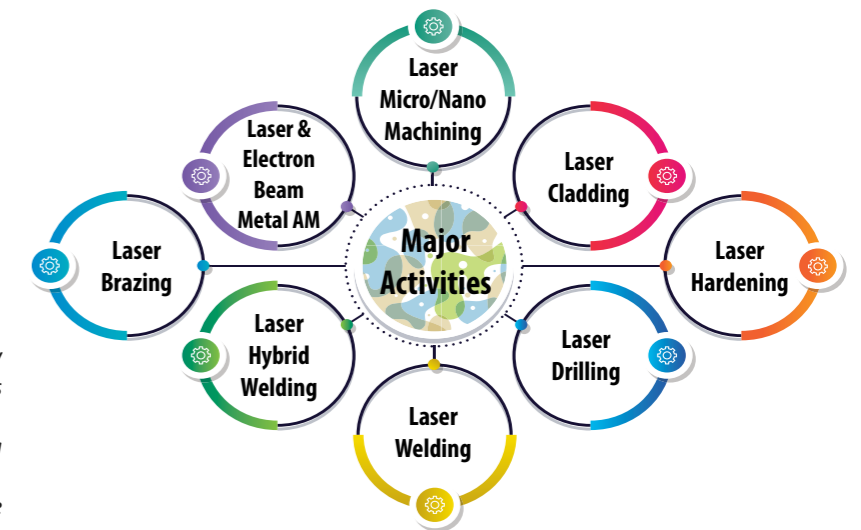 Laser
Micro/Nano
Machining
Laser &
Electron
Beam
Metal AM
Laser
Cladding
Laser
Brazing
Major
Activities
Laser
Hardening
Laser
Hybrid
Welding
Laser
Drilling
Laser
Welding